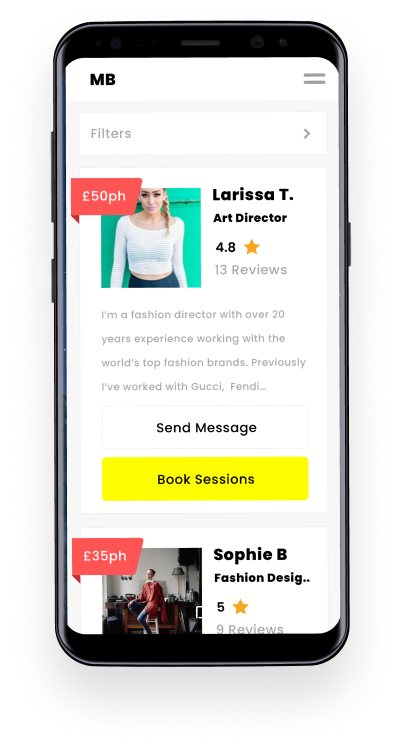 MB
Filters
£50ph
Larissa T.
Art Director
4.8
13 Reviews
I'm a fashion director with over 20
years experience working with the
world's top fashion brands. Previously
I've worked with Gucci, Fendi...
Send Message
Book Sessions
£35ph
Sophie B
Fashion Desig..
5
9 Reviews